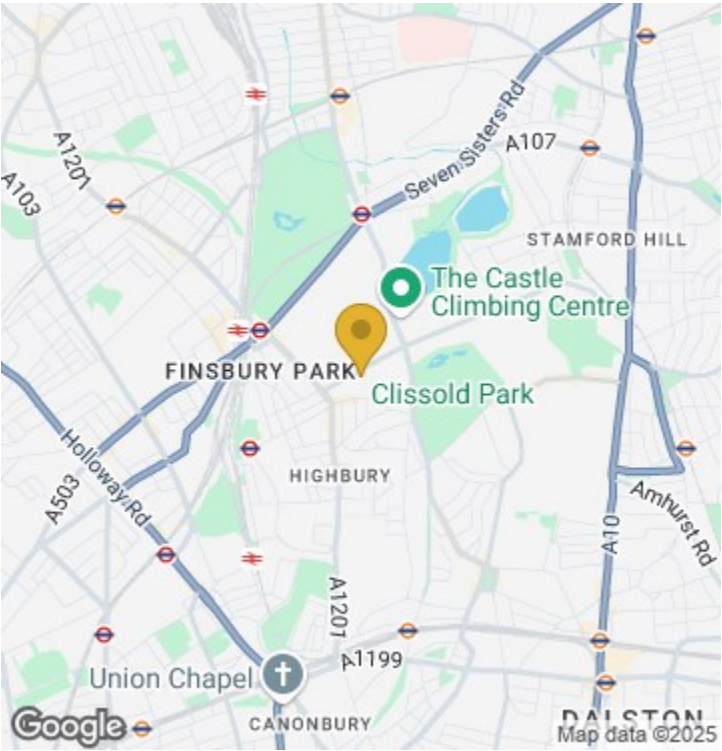 A1201
A103
Seven Sisters Rd
A107
STAMFORD HILL
The Castle
Climbing Centre
FINSBURY PARK
Clissold Park
Holloway Rd
A503
HIGHBURY
Amhurst Rd
A10
A1201
A1199
Union Chapel
CANONBURY
DALSTON
Google
Map data ©2025